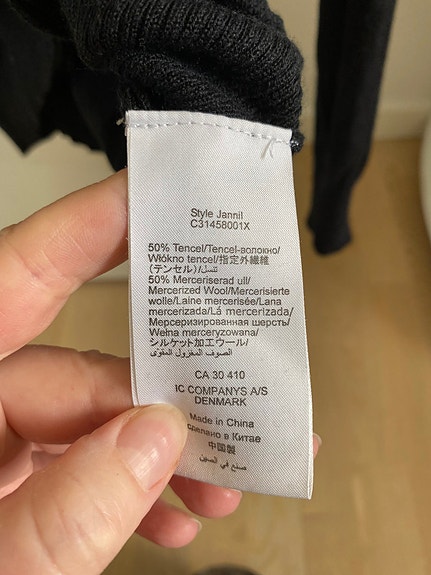 Style Jannil
C31458001X
50% Tencel/Tencel-волокно/
Włókno tencel/指定外繊維
(テンセル)/تنسل/
50% Merceriserad ull/
Mercerized Wool/Mercerisierte
wolle/Laine mercerisée/Lana
mercerizada/Lá mercerizada/
Мерсеризированная шерсть/
Wełna merceryzowana/
シルケット加工ウール/
الصوف المغزول المقوى
CA 30 410
IC COMPANYS A/S
DENMARK
Made in China
Сделано в Китае
中国製
صنع في الصين